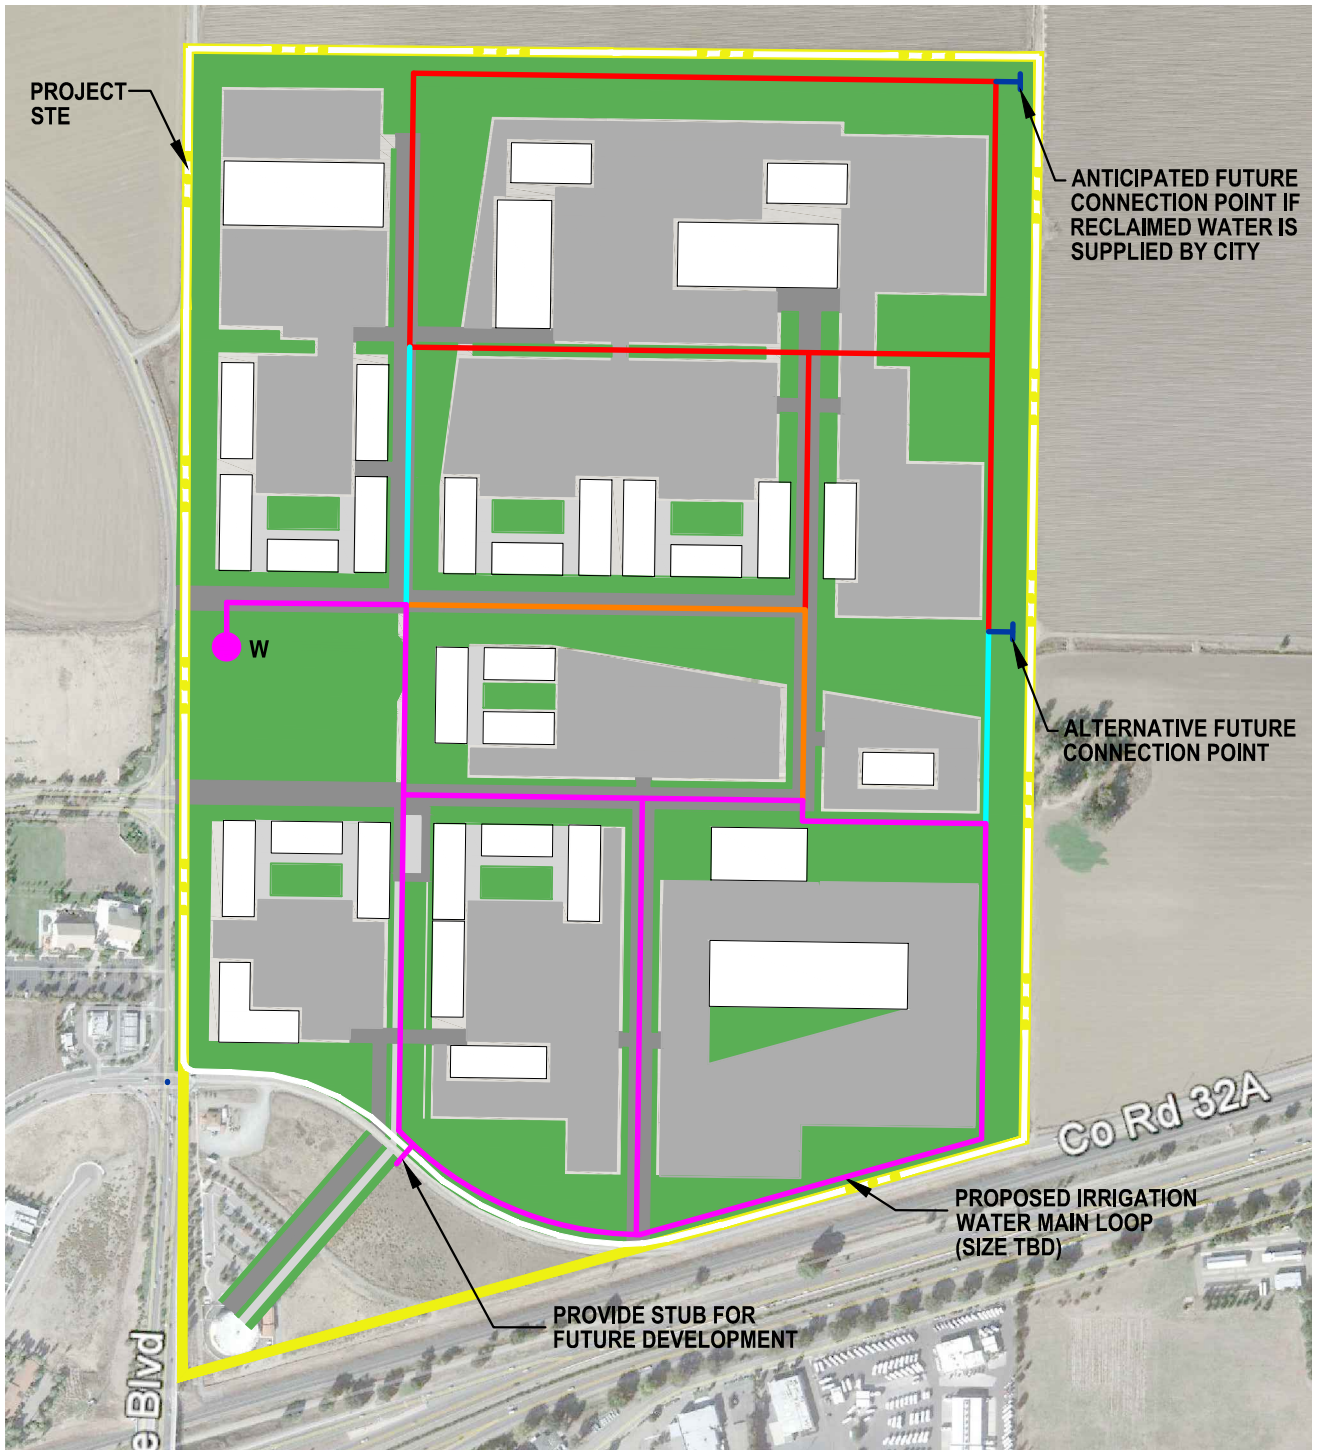 PROJECT
STE
ANTICIPATED FUTURE
CONNECTION POINT IF
RECLAIMED WATER IS
SUPPLIED BY CITY
W
ALTERNATIVE FUTURE
CONNECTION POINT
Co Rd 32A
PROPOSED IRRIGATION
WATER MAIN LOOP
(SIZE TBD)
PROVIDE STUB FOR
FUTURE DEVELOPMENT
e Blvd